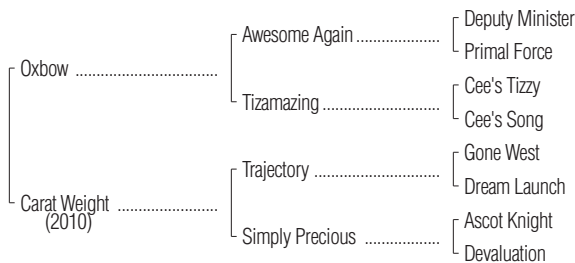 Deputy Minister
Awesome Again ....................
Primal Force
Oxbow ..................................
Cee's Tizzy
Tizamazing ............................
Cee's Song
Gone West
Trajectory ..............................
Dream Launch
Carat Weight ........................
(2010)
Ascot Knight
Simply Precious ..................
Devaluation